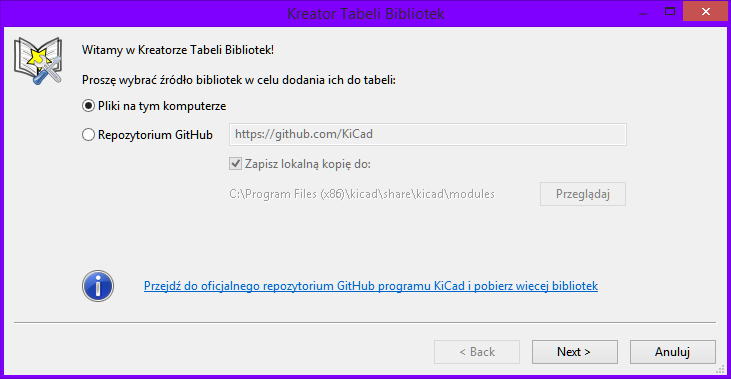 Kreator Tabeli Bibliotek
Witamy w Kreatorze Tabeli Bibliotek!
Proszę wybrać źródło bibliotek w celu dodania ich do tabeli:
Pliki na tym komputerze
Repozytorium GitHub https://github.com/KiCad
Zapisz lokalną kopię do:
C:\Program Files (x86)\kicad\share\kicad\modules Przeglądaj
Przejdź do oficjalnego repozytorium GitHub programu KiCad i pobierz wiecej bibliotek
< Back Next > Anuluj